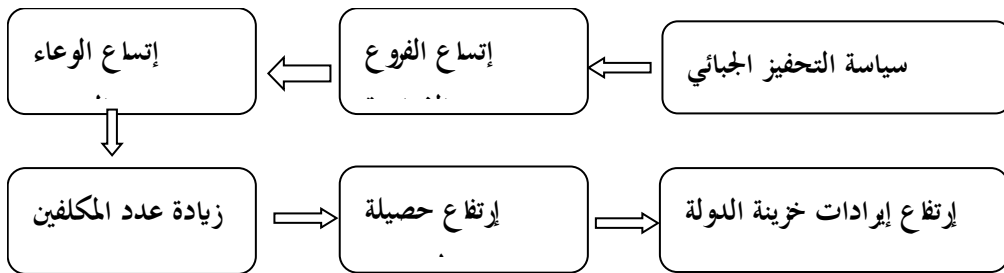 سياسة التحفيز الجبائي
إتساع الفروع
إتساع الوعاء
زيادة عدد المكلفين
إرتفاع حصيلة
إرتفاع إيرادات خزينة الدولة